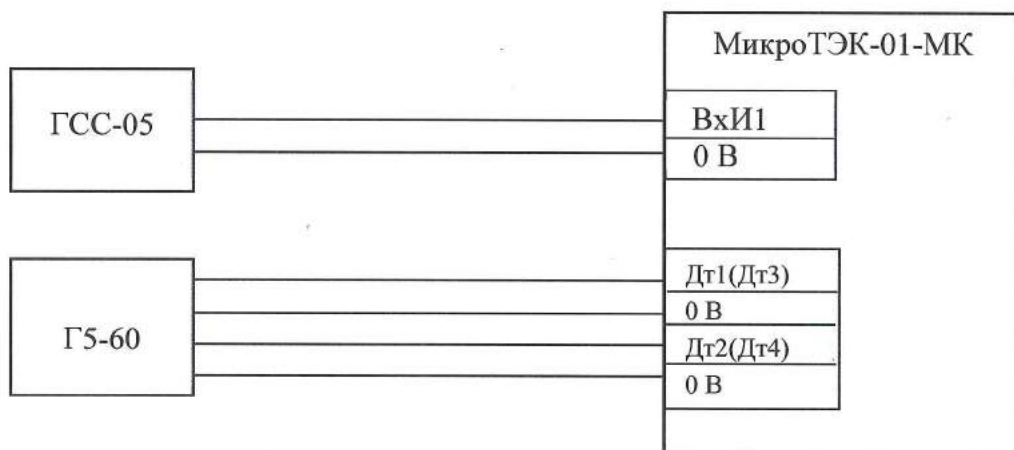 МикроТЭК-01-МК
ГСС-05
ВхИ1
0 В
Г5-60
Дт1(Дт3)
0 В
Дт2(Дт4)
0 В